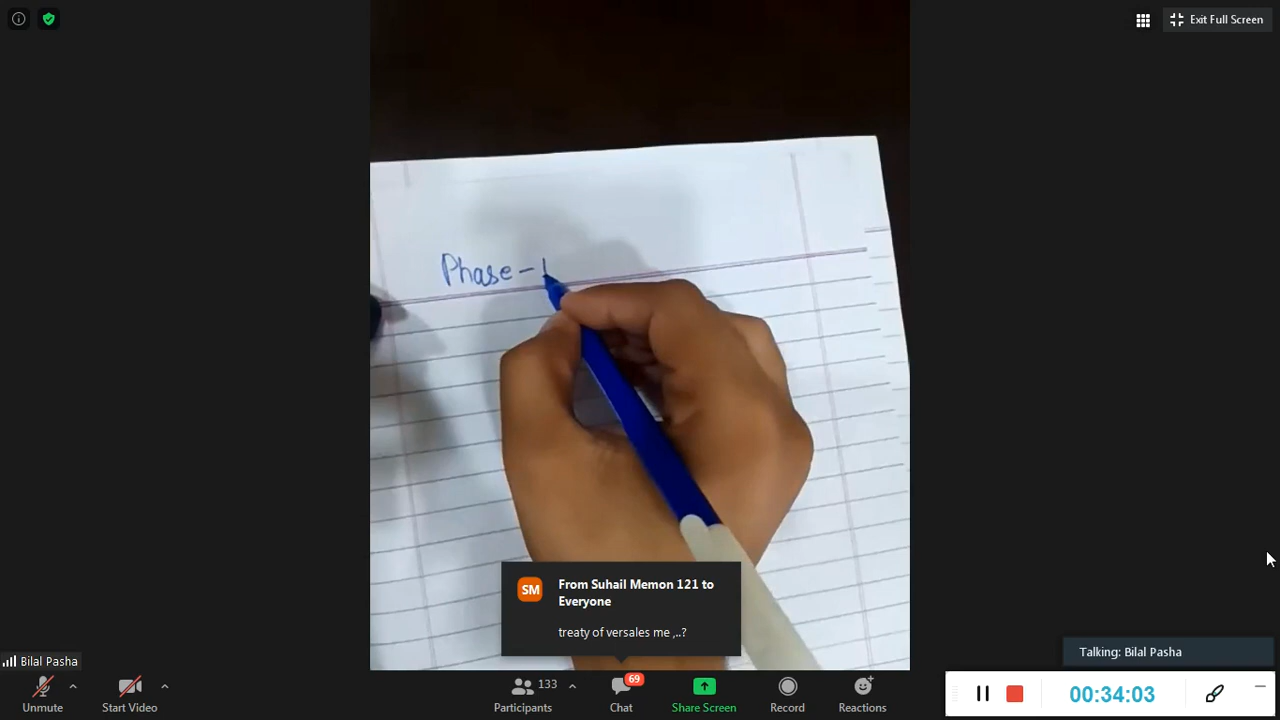 Exit Full Screen
Phase - I
From Suhail Memon 121 to
Everyone
treaty of versales me ,..?
Bilal Pasha
Talking: Bilal Pasha
Unmute
Start Video
133
Participants
69
Chat
Share Screen
Record
Reactions
00:34:03